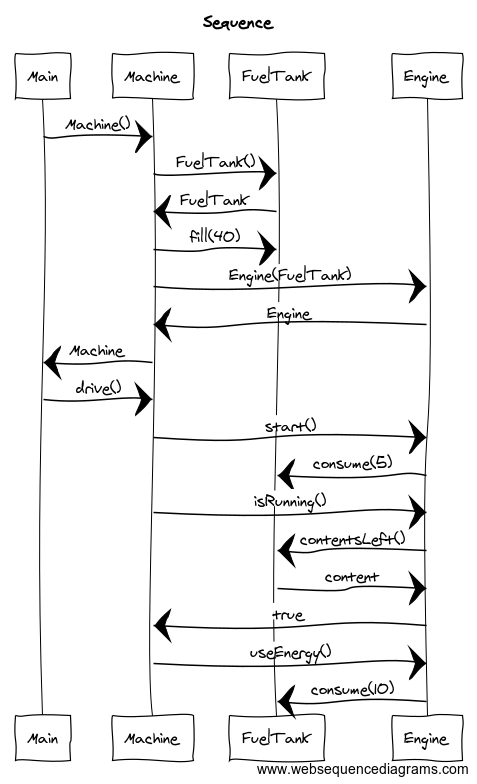 Sequence
Main Machine FuelTank Engine
Machine()
FuelTank()
FuelTank
fill(40)
Engine(FuelTank)
Engine
Machine
drive()
start()
consume(5)
isRunning()
contentsLeft()
content
true
useEnergy()
consume(10)
Main Machine FuelTank Engine
www.websequencediagrams.com